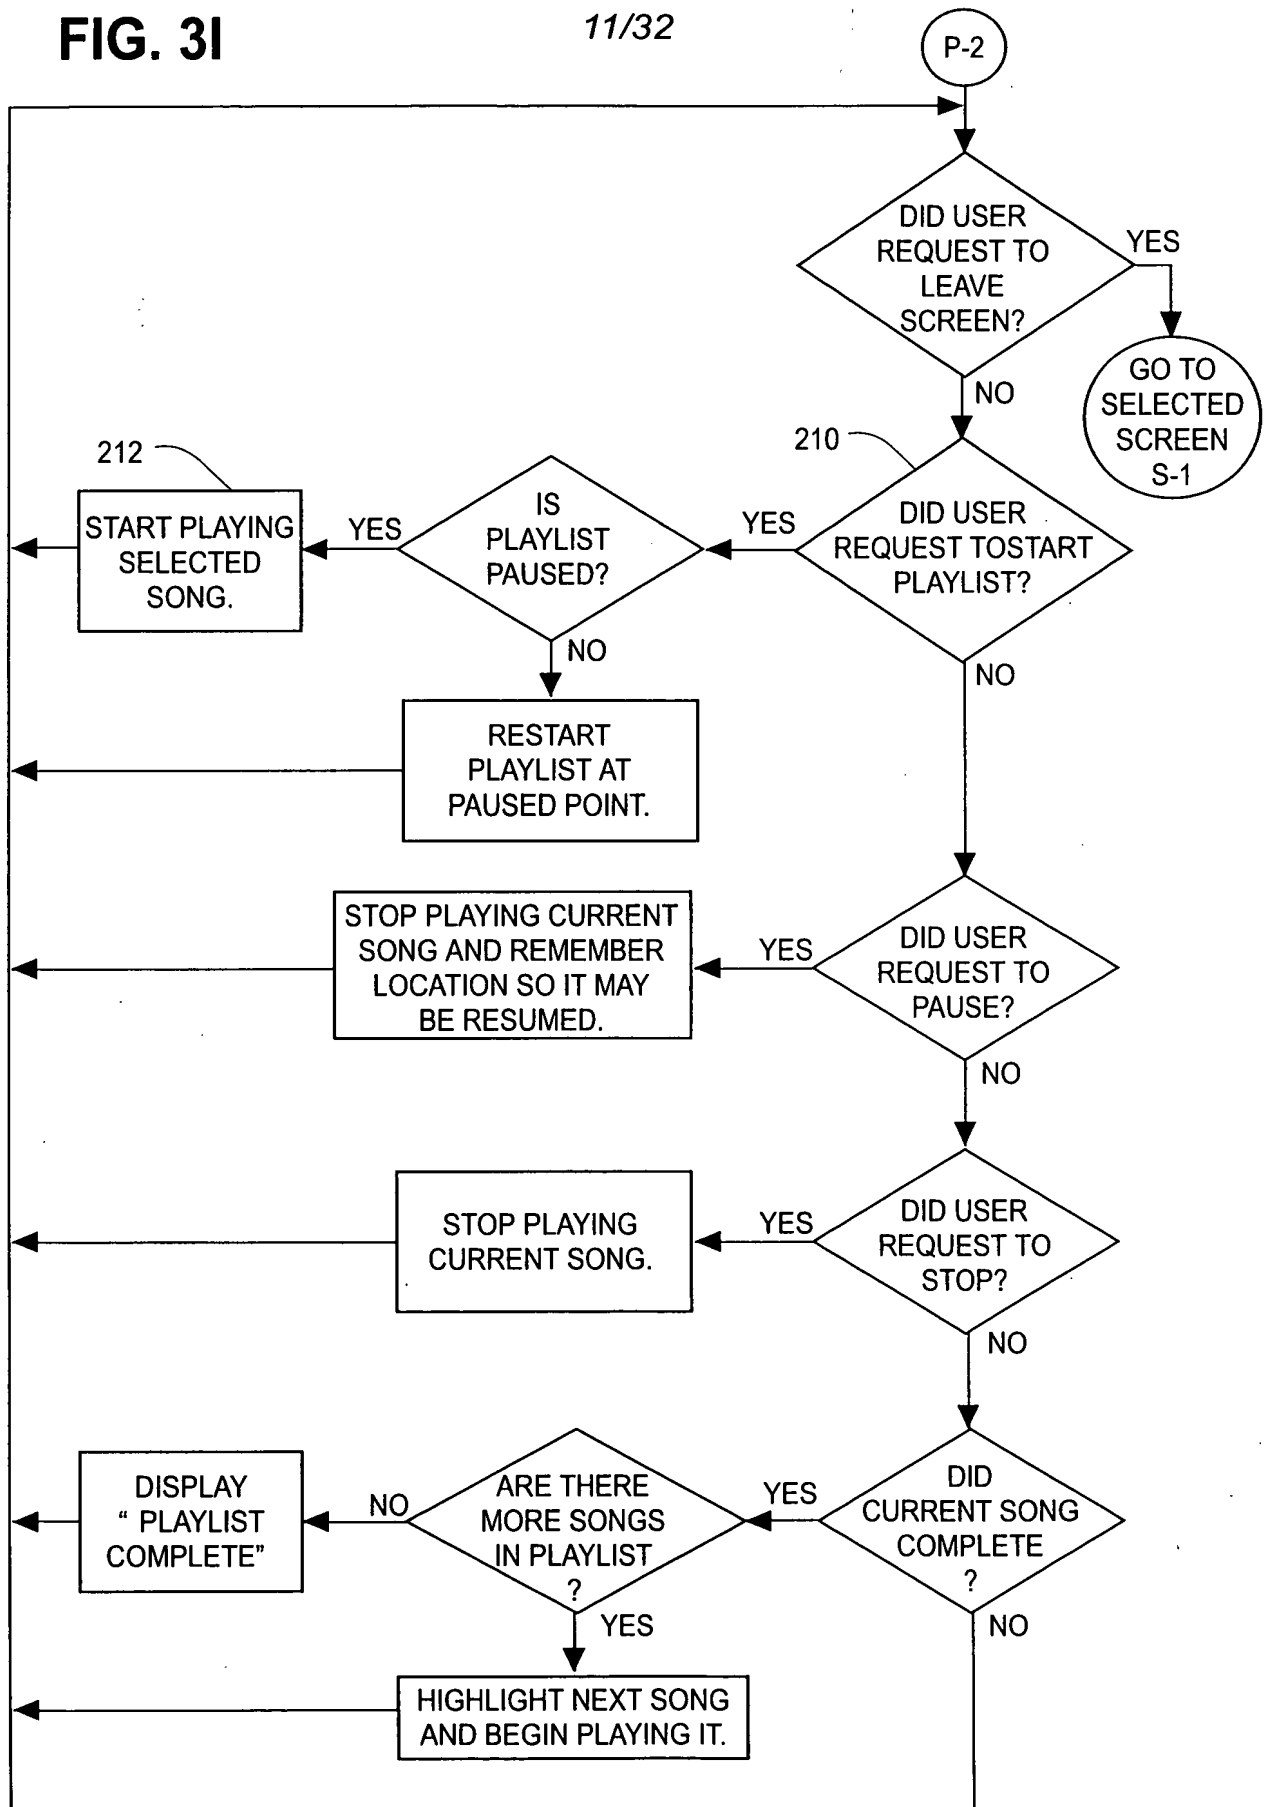 FIG. 3I
11/32
P-2
DID USER
REQUEST TO
LEAVE
SCREEN?
YES
GO TO
SELECTED
SCREEN
S-1
NO
210
DID USER
REQUEST TOSTART
PLAYLIST?
YES
IS
PLAYLIST
PAUSED?
YES
212
START PLAYING
SELECTED
SONG.
NO
RESTART
PLAYLIST AT
PAUSED POINT.
NO
DID USER
REQUEST TO
PAUSE?
YES
STOP PLAYING CURRENT
SONG AND REMEMBER
LOCATION SO IT MAY
BE RESUMED.
NO
DID USER
REQUEST TO
STOP?
YES
STOP PLAYING
CURRENT SONG.
NO
DID
CURRENT SONG
COMPLETE
?
YES
ARE THERE
MORE SONGS
IN PLAYLIST
?
NO
DISPLAY
“ PLAYLIST
COMPLETE”
YES
HIGHLIGHT NEXT SONG
AND BEGIN PLAYING IT.
NO